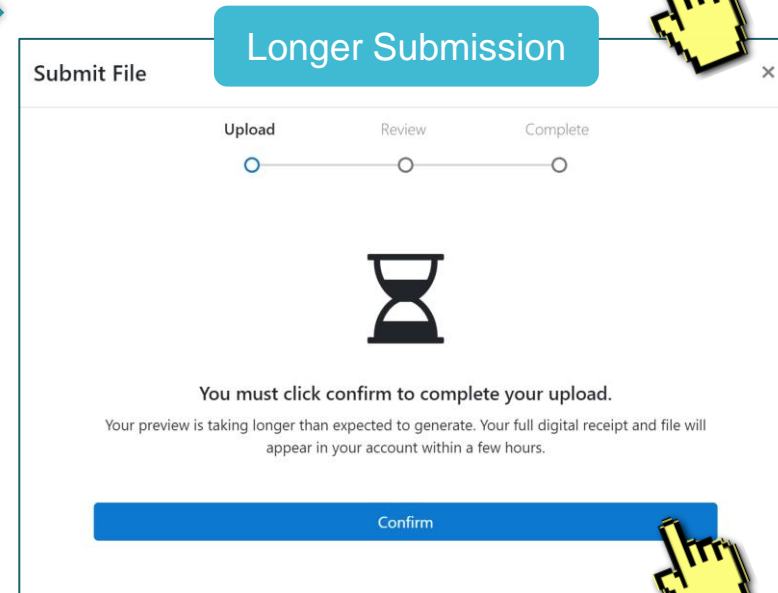 Longer Submission
Submit File
Upload Review Complete
You must click confirm to complete your upload.
Your preview is taking longer than expected to generate. Your full digital receipt and file will
appear in your account within a few hours.
Confirm